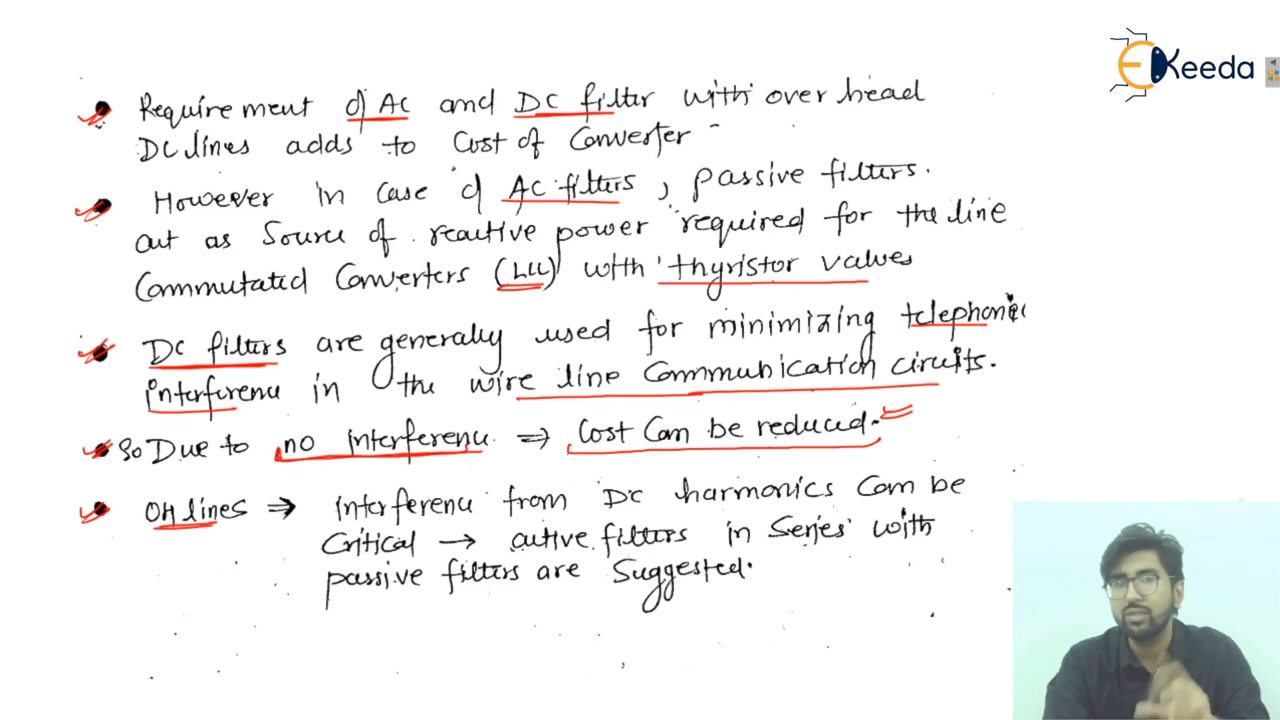 EKeeda
Requirement of AC and DC filter with over head
DC lines adds to Cost of Converter
However in case of AC filters, passive filters.
act as source of reactive power required for the line
Commutated Converters (LCC) with thyristor valves
DC filters are generally used for minimizing telephonic
interference in the wire line communication circuits.
So Due to no interference ⇒ Cost Can be reduced.
OH lines ⇒ Interference from DC harmonics Can be
Critical → active filters in Series with
passive filters are Suggested.